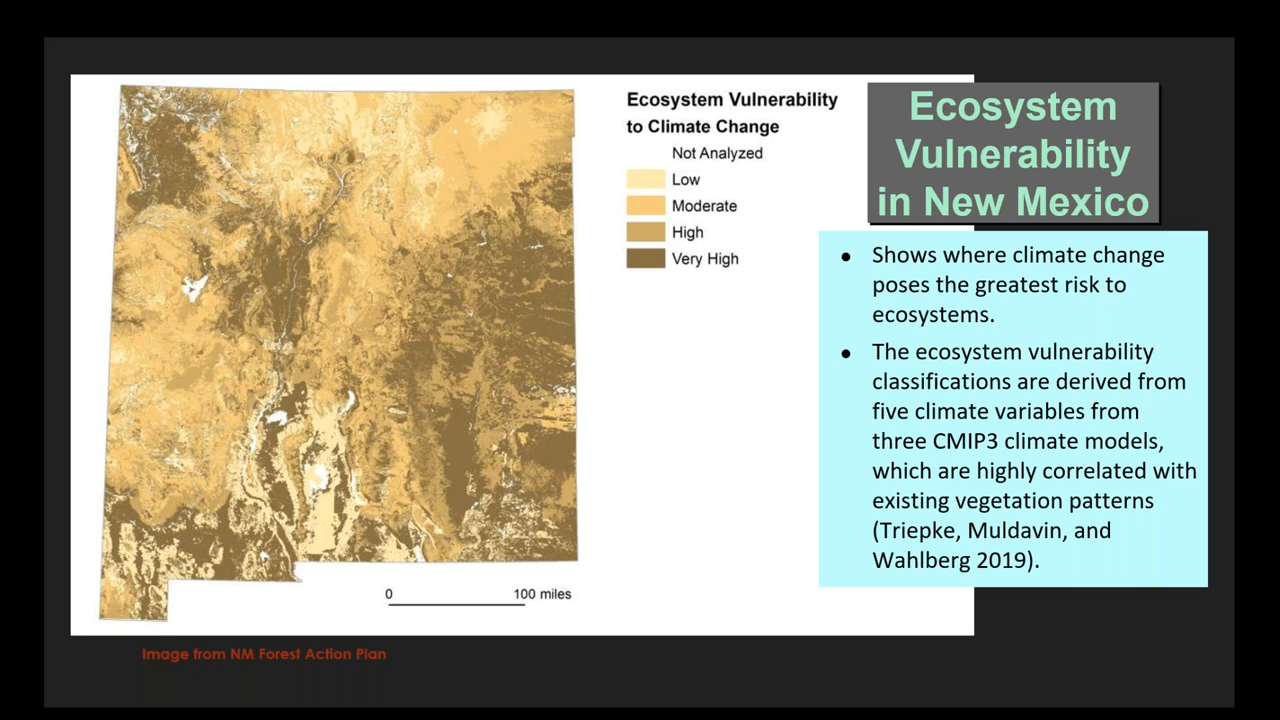 Ecosystem Vulnerability
to Climate Change
Not Analyzed
Low
Moderate
High
Very High
0 100 miles
Image from NM Forest Action Plan
Ecosystem
Vulnerability
in New Mexico
● Shows where climate change
poses the greatest risk to
ecosystems.
● The ecosystem vulnerability
classifications are derived from
five climate variables from
three CMIP3 climate models,
which are highly correlated with
existing vegetation patterns
(Triepke, Muldavin, and
Wahlberg 2019).